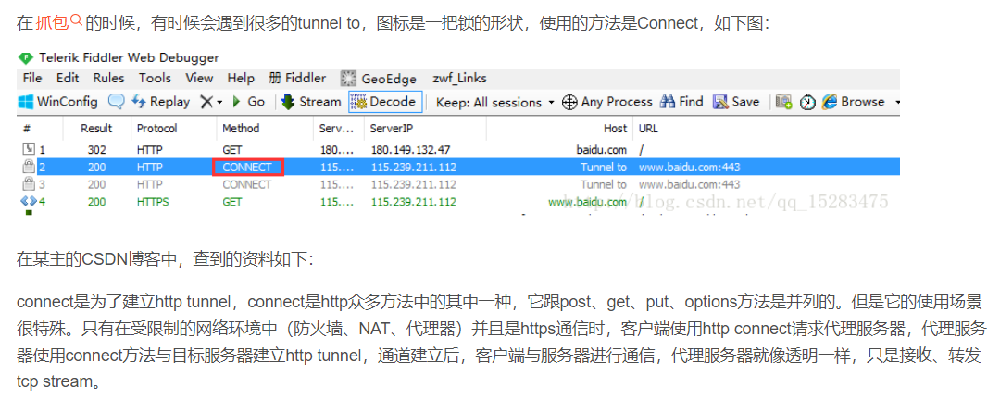 在 抓包 的时候，有时候会遇到很多的tunnel to，图标是一把锁的形状，使用的方法是Connect，如下图：
Telerik Fiddler Web Debugger
File Edit Rules Tools View Help 册 Fiddler GeoEdge zwf_Links
WinConfig Replay Go Stream Decode Keep: All sessions Any Process Find Save Browse
# Result Protocol Method Serv... ServerIP Host URL
1 302 HTTP GET 180.... 180.149.132.47 baidu.com /
2 200 HTTP CONNECT 115.... 115.239.211.112 Tunnel to www.baidu.com:443
3 200 HTTP CONNECT 115.... 115.239.211.112 Tunnel to www.baidu.com:443
4 200 HTTPS GET 115.... 115.239.211.112 www.baidu.com /
http://blog.csdn.net/qq_15283475
在某主的CSDN博客中，查到的资料如下：
connect是为了建立http tunnel，connect是http众多方法中的其中一种，它跟post、get、put、options方法是并列的。但是它的使用场景
很特殊。只有在受限制的网络环境中（防火墙、NAT、代理器）并且是https通信时，客户端使用http connect请求代理服务器，代理服务
器使用connect方法与目标服务器建立http tunnel，通道建立后，客户端与服务器进行通信，代理服务器就像透明一样，只是接收、转发
tcp stream。